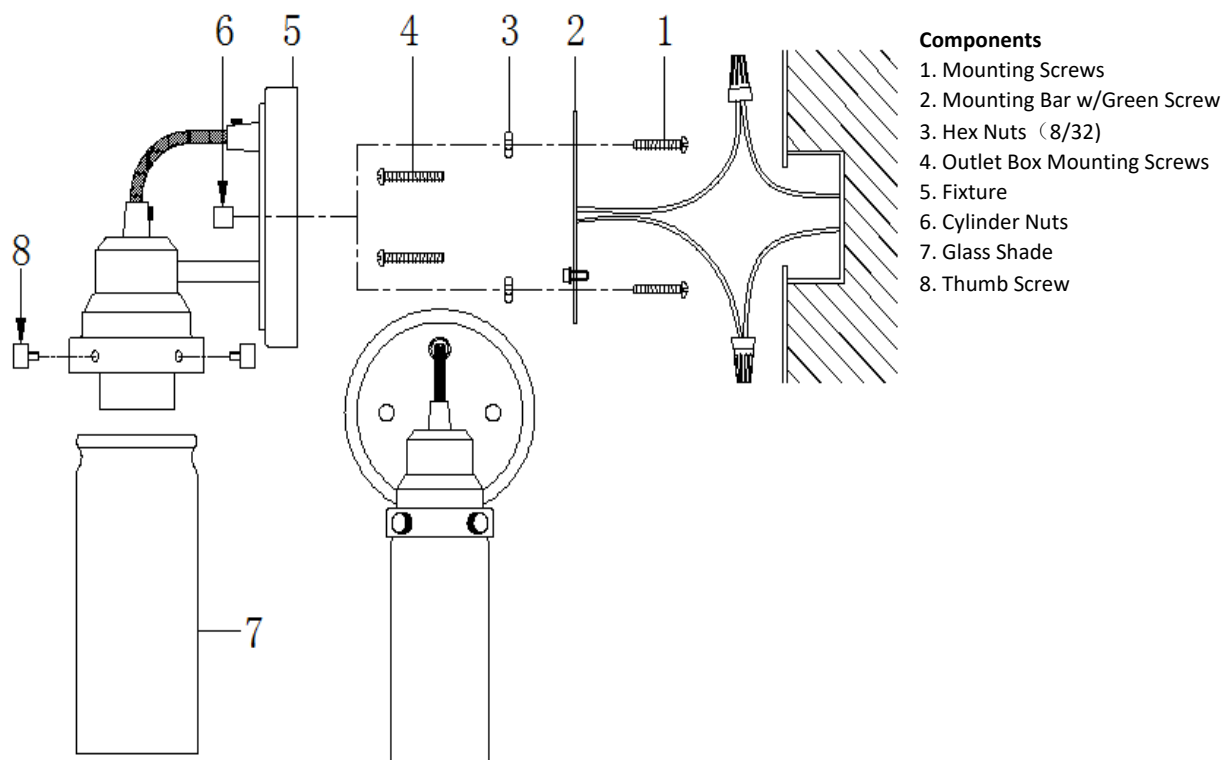 6 5 4 3 2 1
8
7
Components
1. Mounting Screws
2. Mounting Bar w/Green Screw
3. Hex Nuts（8/32)
4. Outlet Box Mounting Screws
5. Fixture
6. Cylinder Nuts
7. Glass Shade
8. Thumb Screw